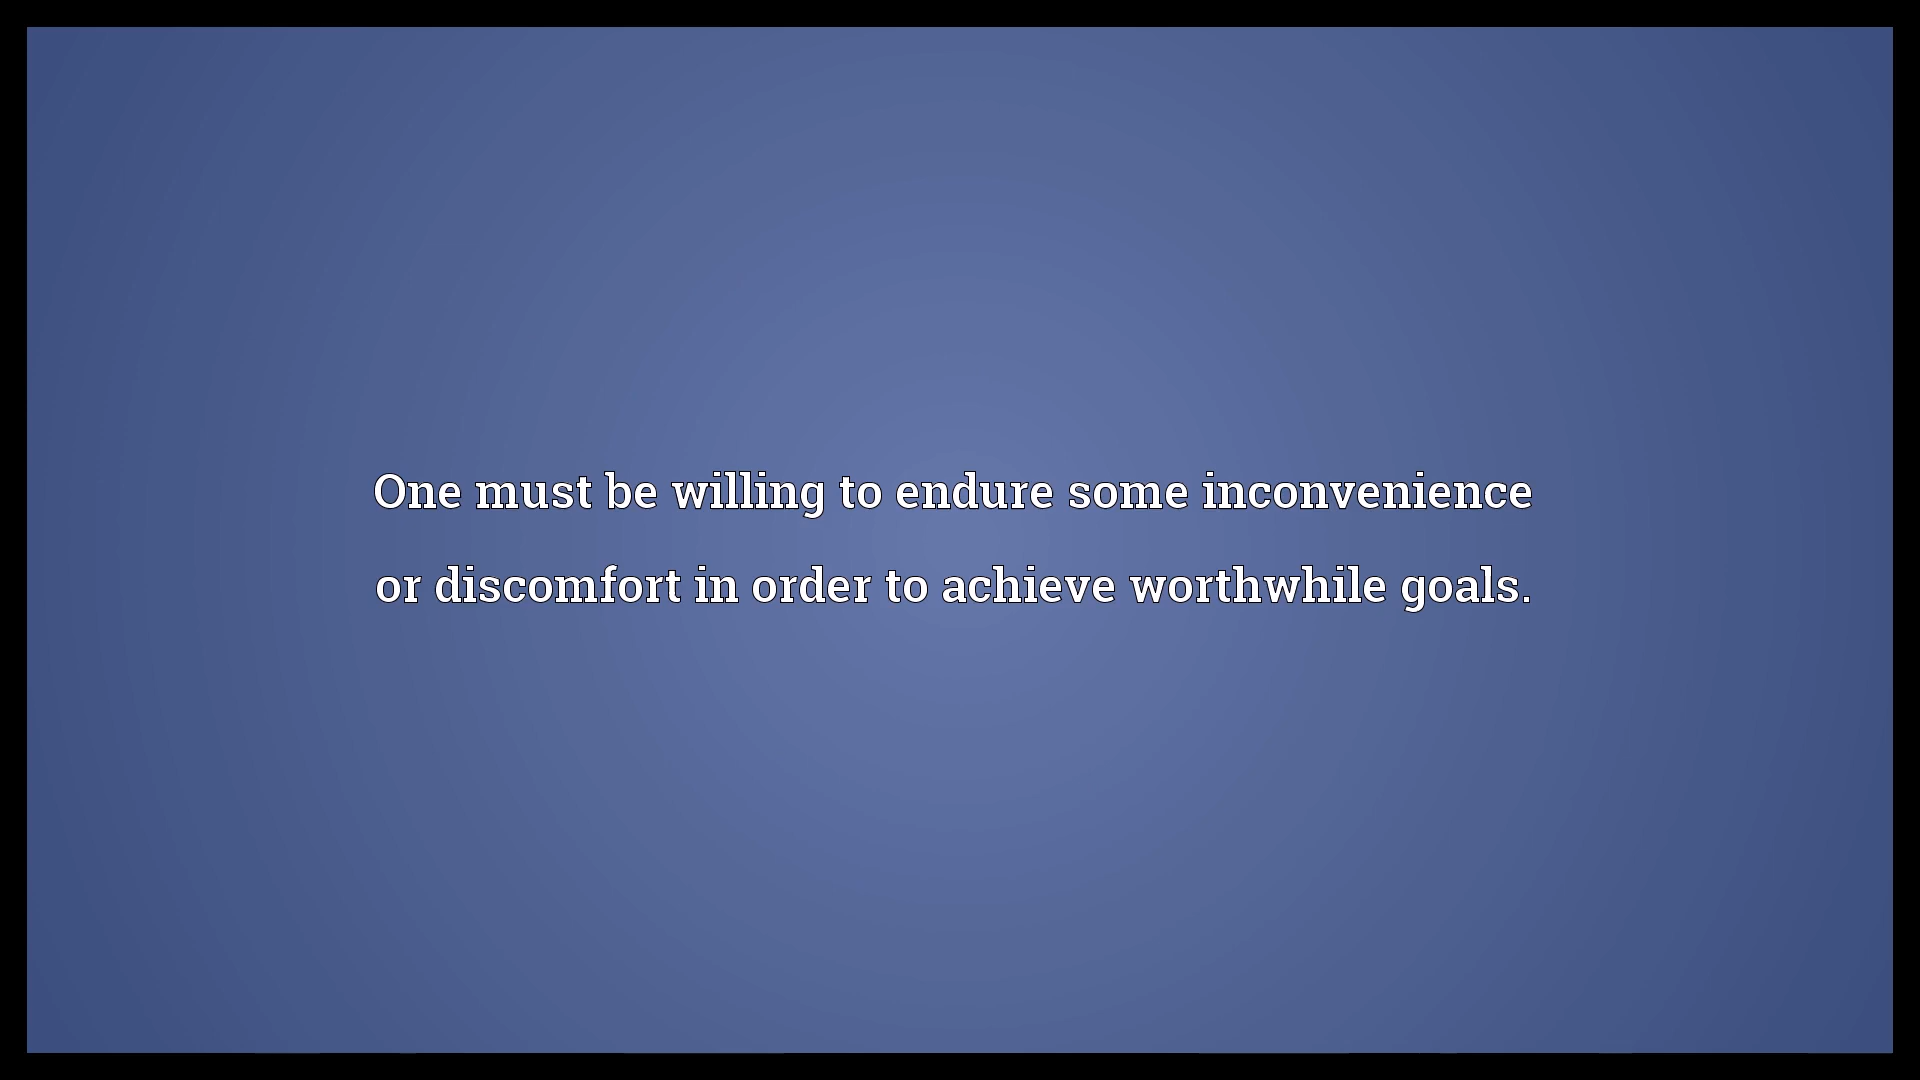 One must be willing to endure some inconvenience
or discomfort in order to achieve worthwhile goals.